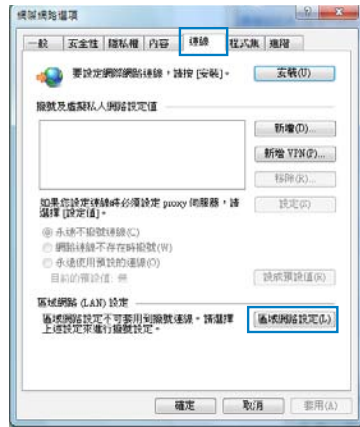 網際網路選項
一般 安全性 隱私權 內容 連線 程式集 進階
要設定網際網路連線，請按 [安裝]。
安裝(U)
撥號及虛擬私人網路設定值
新增(D)...
新增 VPN(P)...
移除(R)...
如果您設定連線時必須設定 proxy 伺服器，請
選擇 [設定值]。
設定(S)
永遠不撥號連線(C)
網路連線不存在時撥號(W)
永遠使用預設的連線(O)
目前的預設值: 無
設成預設值(E)
區域網路 (LAN) 設定
區域網路設定不可套用到撥號連線。請選擇
上述設定來進行撥號設定。
區域網路設定(L)
確定 取消 套用(A)